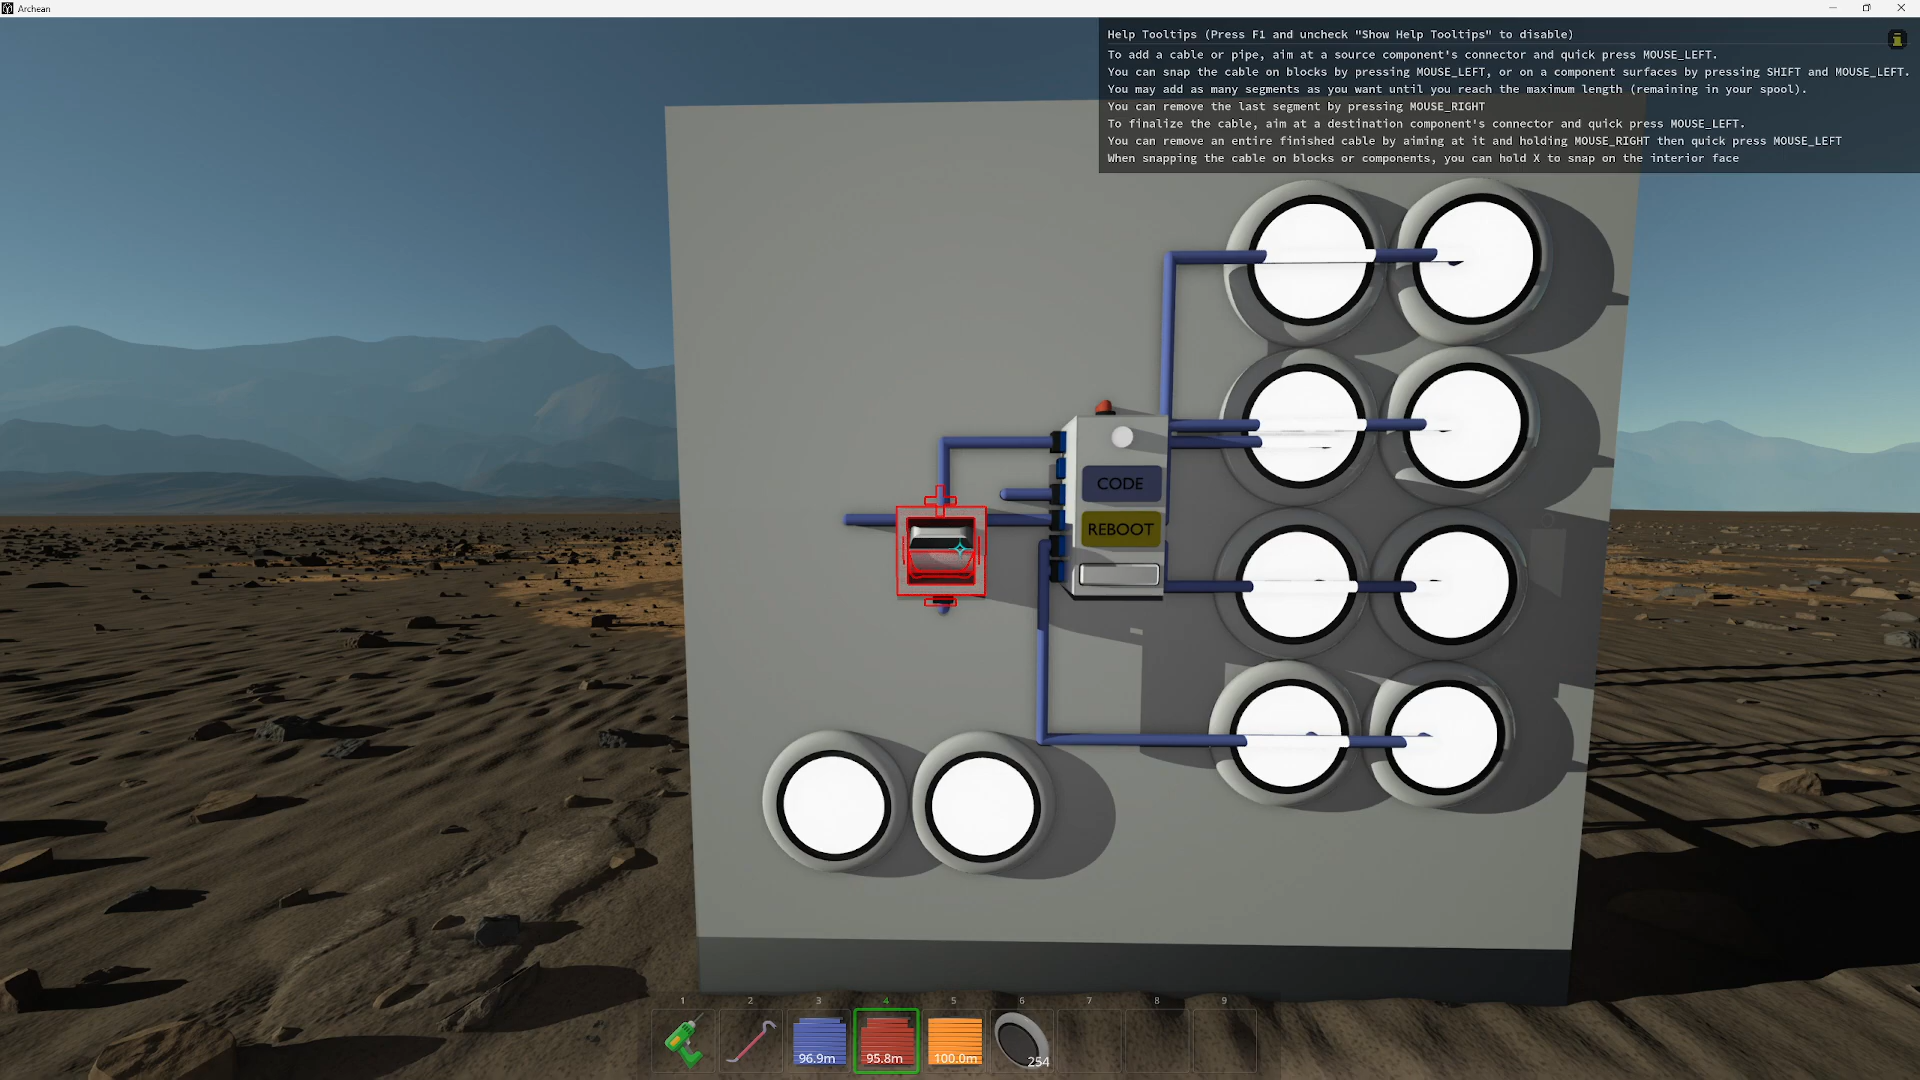 Archean
Help Tooltips (Press F1 and uncheck "Show Help Tooltips" to disable)
To add a cable or pipe, aim at a source component's connector and quick press MOUSE_LEFT.
You can snap the cable on blocks by pressing MOUSE_LEFT, or on a component surfaces by pressing SHIFT and MOUSE_LEFT.
You may add as many segments as you want until you reach the maximum length (remaining in your spool).
You can remove the last segment by pressing MOUSE_RIGHT
To finalize the cable, aim at a destination component's connector and quick press MOUSE_LEFT.
You can remove an entire finished cable by aiming at it and holding MOUSE_RIGHT then quick press MOUSE_LEFT
When snapping the cable on blocks or components, you can hold X to snap on the interior face
CODE
REBOOT
1 2 3 4 5 6 7 8 9
96.9m 95.8m 100.0m 254